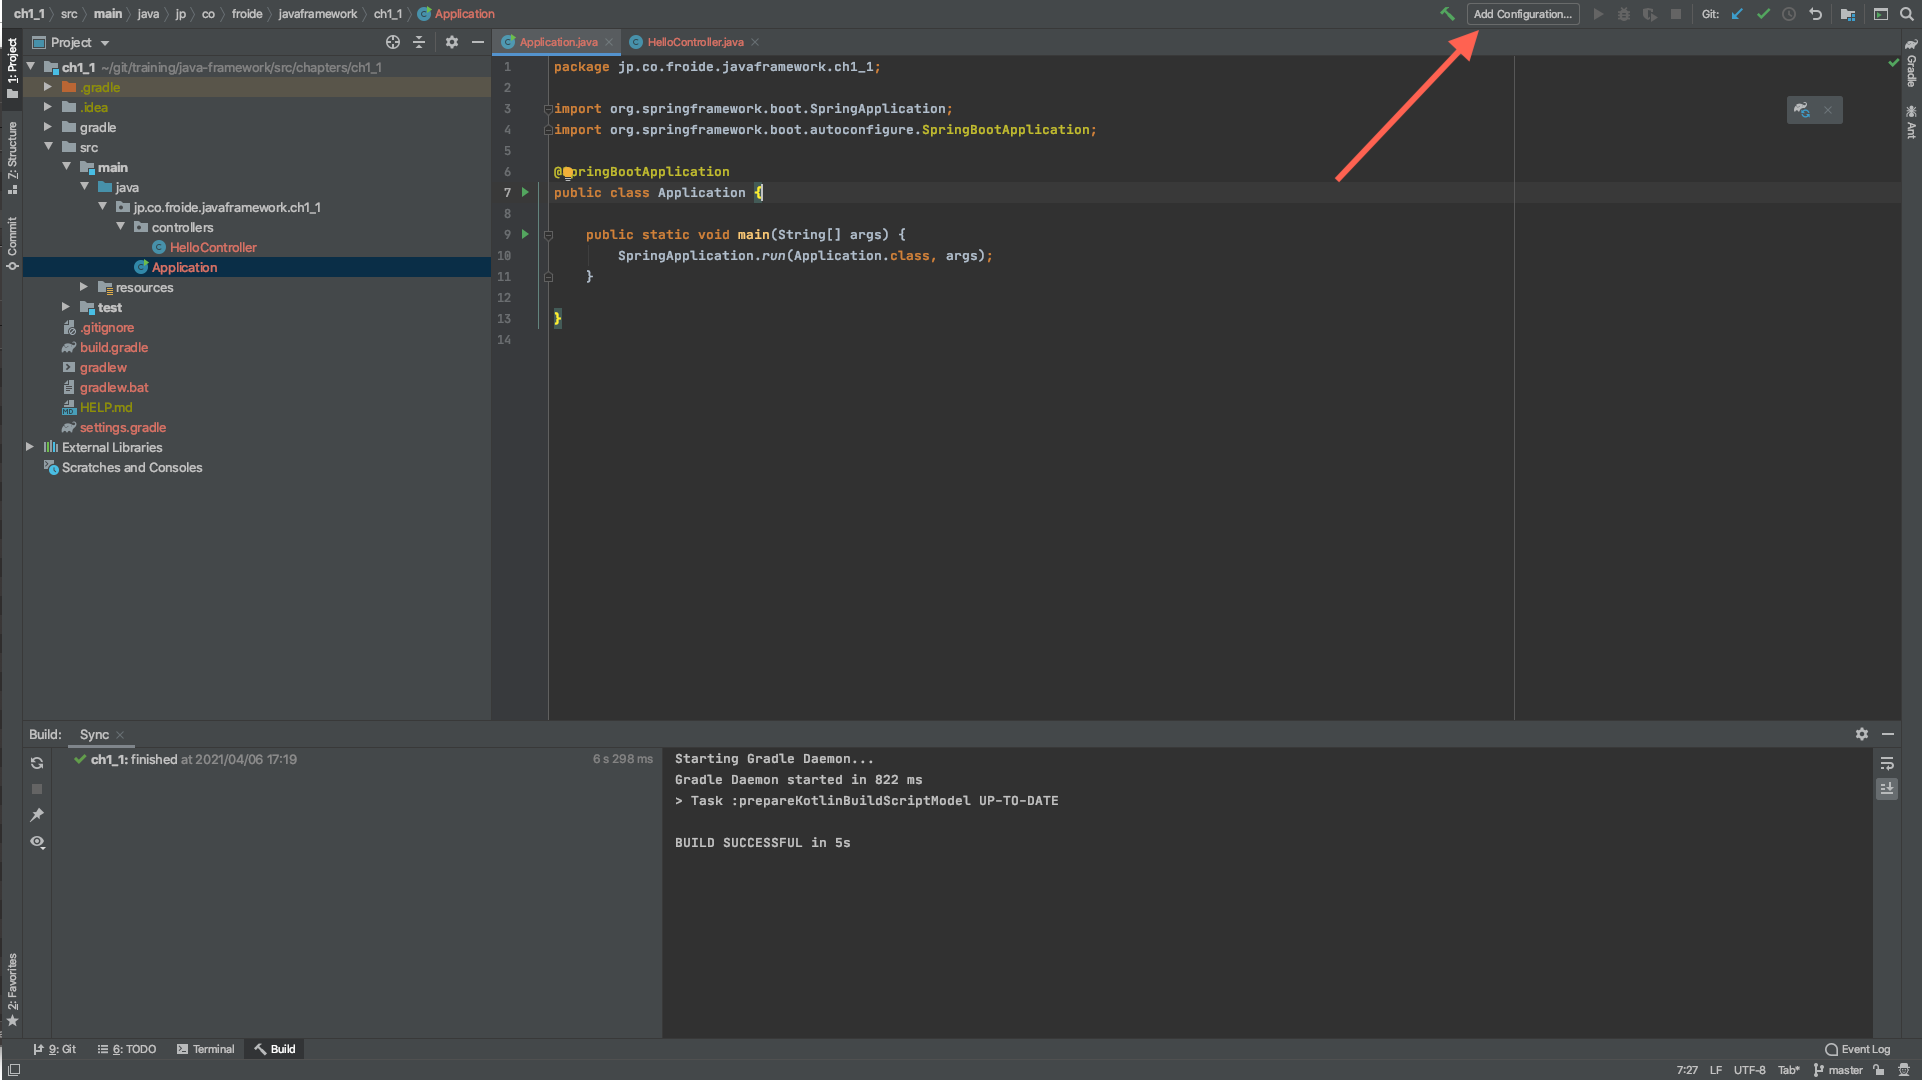 ch1_1 src main java jp co froide javaframework ch1_1 Application
Add Configuration... Git:
1: Project
Z: Structure
Commit
2: Favorites
Project
ch1_1 ~/git/training/java-framework/src/chapters/ch1_1
.gradle
.idea
gradle
src
main
java
jp.co.froide.javaframework.ch1_1
controllers
HelloController
Application
resources
test
.gitignore
build.gradle
gradlew
gradlew.bat
HELP.md
settings.gradle
External Libraries
Scratches and Consoles
Application.java HelloController.java
1 package jp.co.froide.javaframework.ch1_1;
2
3 import org.springframework.boot.SpringApplication;
4 import org.springframework.boot.autoconfigure.SpringBootApplication;
5
6 @SpringBootApplication
7 public class Application {
8
9 public static void main(String[] args) {
10 SpringApplication.run(Application.class, args);
11 }
12
13 }
14
Gradle
Ant
Build: Sync
ch1_1: finished at 2021/04/06 17:19 6 s 298 ms
Starting Gradle Daemon...
Gradle Daemon started in 822 ms
> Task :prepareKotlinBuildScriptModel UP-TO-DATE
BUILD SUCCESSFUL in 5s
9: Git 6: TODO Terminal Build Event Log
7:27 LF UTF-8 Tab* master